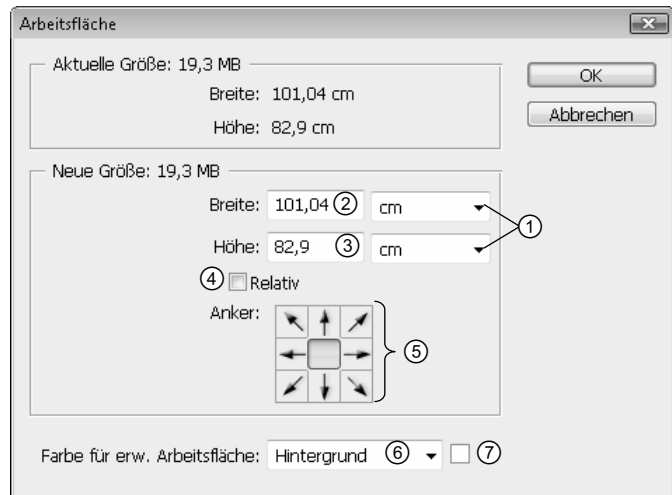 Arbeitsfläche
Aktuelle Größe: 19,3 MB
Breite: 101,04 cm
Höhe: 82,9 cm
OK
Abbrechen
Neue Größe: 19,3 MB
Breite: 101,04 ② cm
①
Höhe: 82,9 ③ cm
④ Relativ
Anker:
⑤
Farbe für erw. Arbeitsfläche: Hintergrund ⑥ ⑦